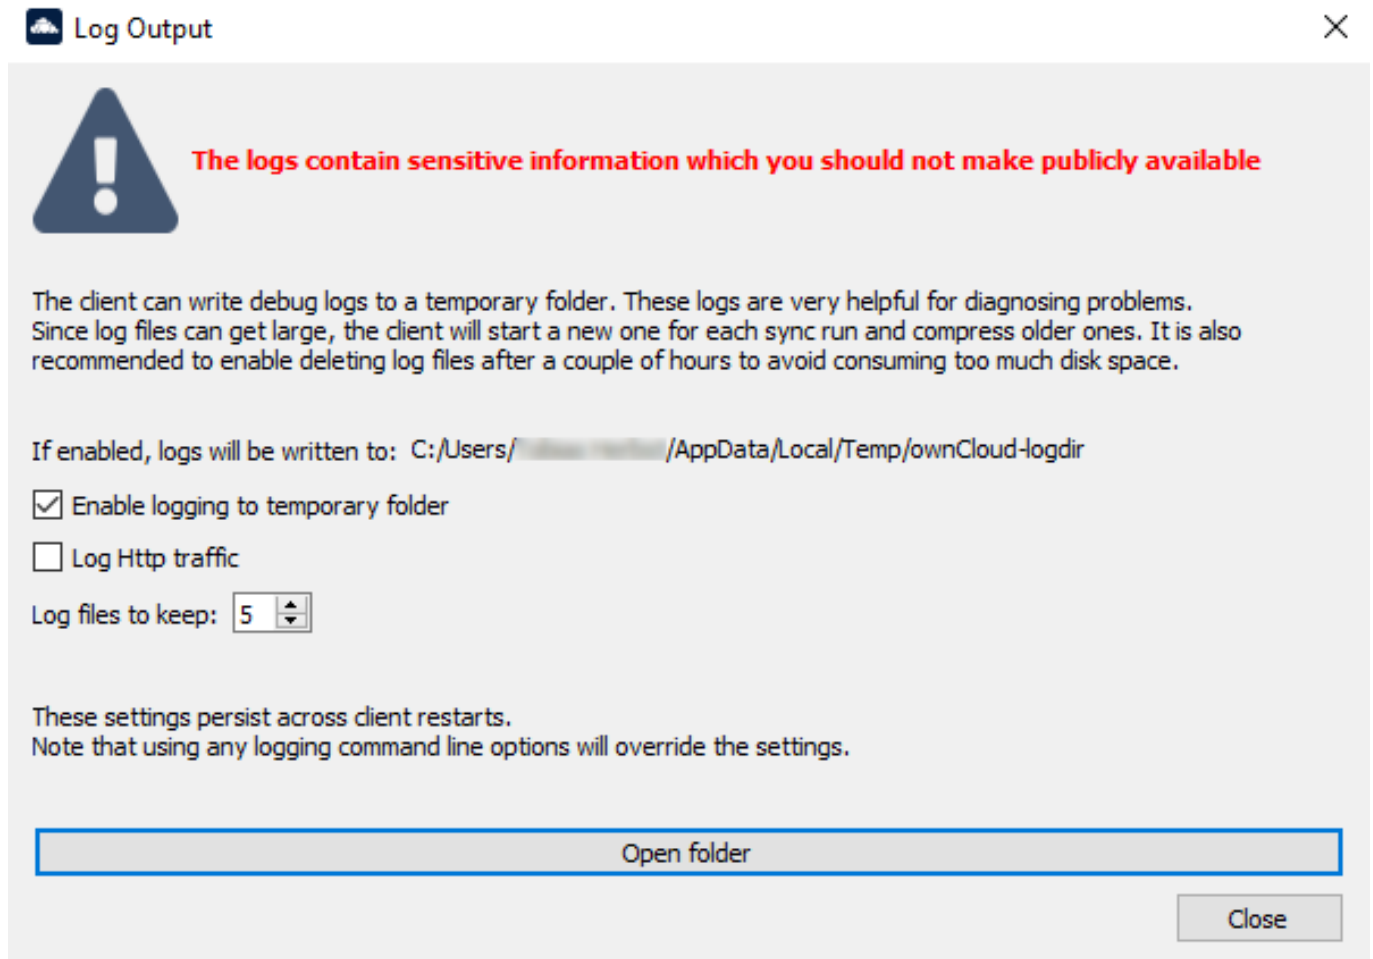 Log Output
The logs contain sensitive information which you should not make publicly available
The client can write debug logs to a temporary folder. These logs are very helpful for diagnosing problems.
Since log files can get large, the client will start a new one for each sync run and compress older ones. It is also
recommended to enable deleting log files after a couple of hours to avoid consuming too much disk space.
If enabled, logs will be written to: C:/Users/ /AppData/Local/Temp/ownCloud-logdir
Enable logging to temporary folder
Log Http traffic
Log files to keep: 5
These settings persist across client restarts.
Note that using any logging command line options will override the settings.
Open folder
Close